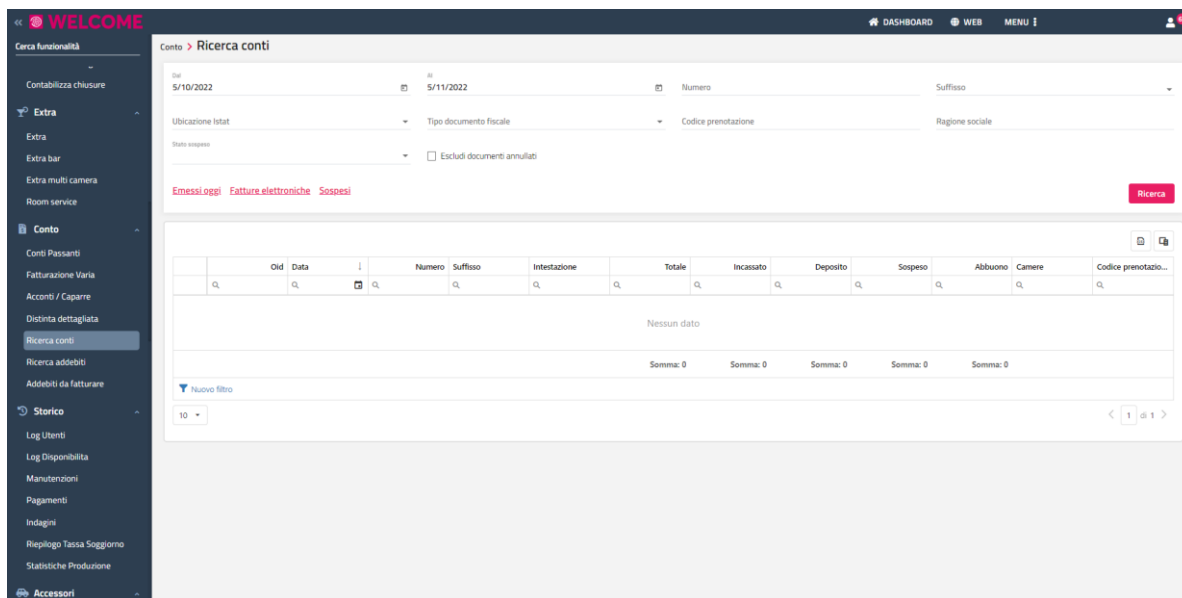 « WELCOME
DASHBOARD WEB MENU
Cerca funzionalità
Contabilizza chiusure
Extra
Extra
Extra bar
Extra multi camera
Room service
Conto
Conti Passanti
Fatturazione Varia
Acconti / Caparre
Distinta dettagliata
Ricerca conti
Ricerca addebiti
Addebiti da fatturare
Storico
Log Utenti
Log Disponibilita
Manutenzioni
Pagamenti
Indagini
Riepilogo Tassa Soggiorno
Statistiche Produzione
Accessori
Conto > Ricerca conti
Dal Al
5/10/2022 5/11/2022 Numero Suffisso
Ubicazione Istat Tipo documento fiscale Codice prenotazione Ragione sociale
Stato sospeso
Escludi documenti annullati
Emessi oggi Fatture elettroniche Sospesi Ricerca
Oid Data ↓ Numero Suffisso Intestazione Totale Incassato Deposito Sospeso Abbuono Camere Codice prenotazio...
Nessun dato
Somma: 0 Somma: 0 Somma: 0 Somma: 0 Somma: 0
Nuovo filtro
10 < 1 di 1 >